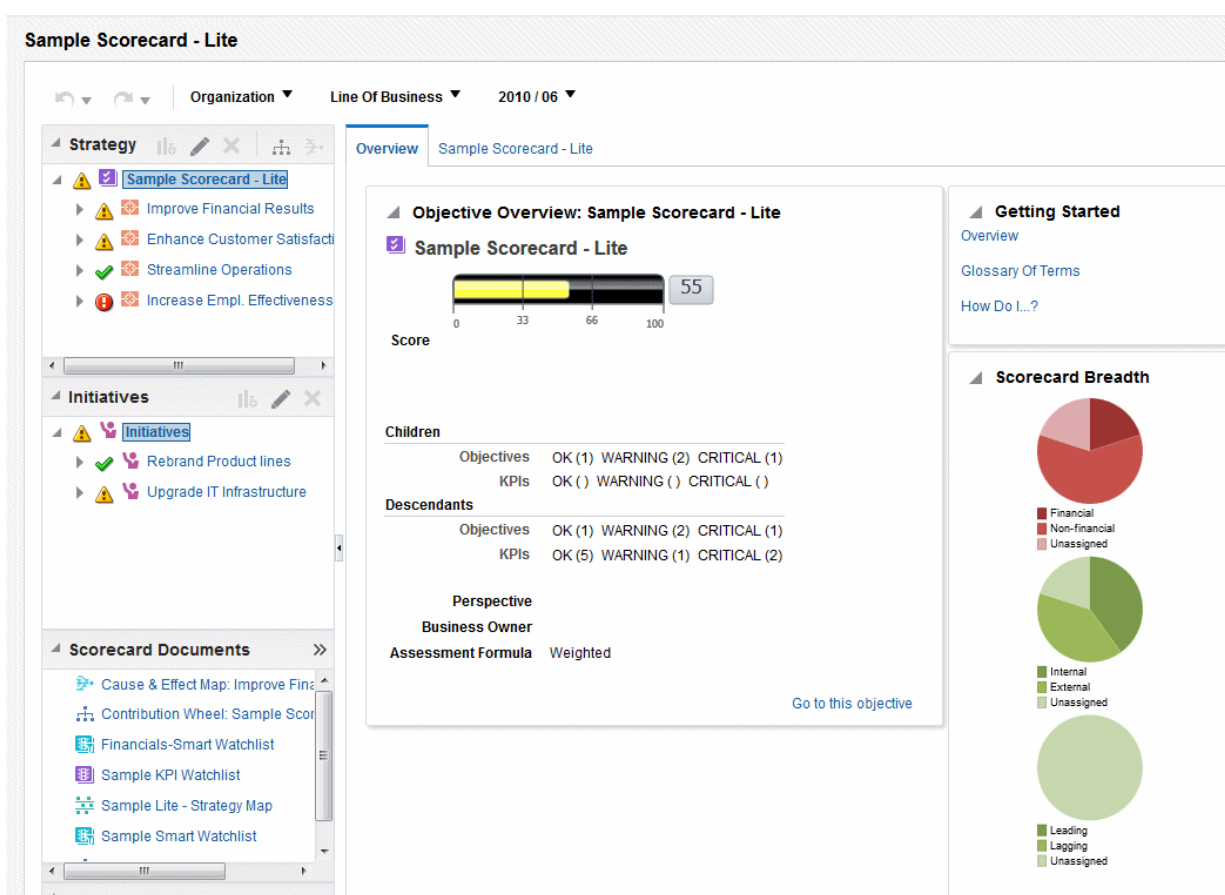 Sample Scorecard - Lite
Organization
Line Of Business
2010 / 06
Strategy
Sample Scorecard - Lite
Improve Financial Results
Enhance Customer Satisfacti
Streamline Operations
Increase Empl. Effectiveness
Initiatives
Initiatives
Rebrand Product lines
Upgrade IT Infrastructure
Scorecard Documents
Cause & Effect Map: Improve Fina
Contribution Wheel: Sample Scor
Financials-Smart Watchlist
Sample KPI Watchlist
Sample Lite - Strategy Map
Sample Smart Watchlist
Overview Sample Scorecard - Lite
Objective Overview: Sample Scorecard - Lite
Sample Scorecard - Lite
55
0 33 66 100
Score
Children
Objectives OK (1) WARNING (2) CRITICAL (1)
KPIs OK ( ) WARNING ( ) CRITICAL ( )
Descendants
Objectives OK (1) WARNING (2) CRITICAL (1)
KPIs OK (5) WARNING (1) CRITICAL (2)
Perspective
Business Owner
Assessment Formula Weighted
Go to this objective
Getting Started
Overview
Glossary Of Terms
How Do I...?
Scorecard Breadth
Financial
Non-financial
Unassigned
Internal
External
Unassigned
Leading
Lagging
Unassigned